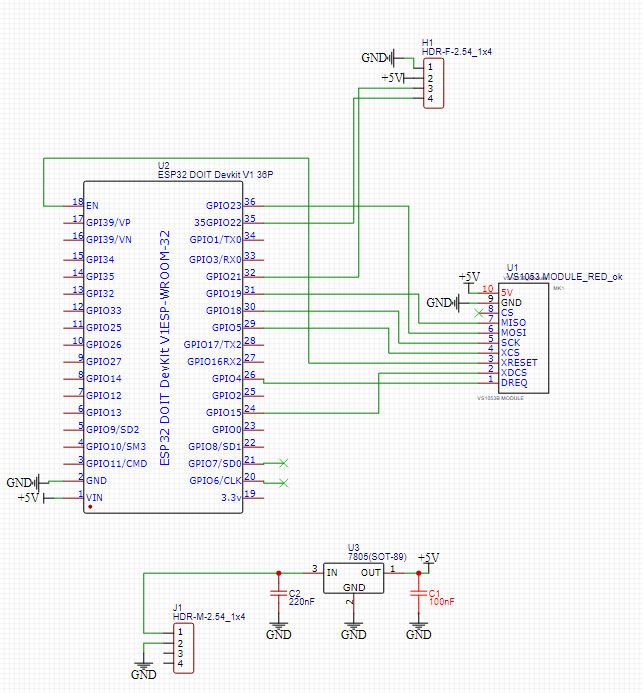 H1
HDR-F-2.54_1x4
GND
1
+5V
2
3
4
U2
ESP32 DOIT Devkit V1 36P
18 EN
17 GPI39/VP
16 GPI39/VN
15 GPI34
14 GPI35
13 GPI32
12 GPIO33
11 GPIO25
10 GPIO26
9 GPIO27
8 GPIO14
7 GPIO12
6 GPIO13
5 GPIO9/SD2
4 GPIO10/SM3
3 GPIO11/CMD
GND 2 GND
+5V 1 VIN
ESP32 DOIT DevKit V1ESP-WROOM-32
GPIO23 36
35GPIO22 35
GPIO1/TX0 34
GPIO3/RX0 33
GPIO21 32
GPIO19 31
GPIO18 30
GPIO5 29
GPIO17/TX2 28
GPIO16RX2 27
GPIO4 26
GPIO2 25
GPIO15 24
GPIO0 23
GPIO8/SD1 22
GPIO7/SD0 21
GPIO6/CLK 20
3.3v 19
U1
VS1053 MODULE_RED_ok
MK1
+5V
10 5V
GND 9 GND
8 CS
7 MISO
6 MOSI
5 SCK
4 XCS
3 XRESET
2 XDCS
1 DREQ
VS1053B MODULE
U3
7805(SOT-89)
+5V
3 IN OUT 1
GND
2
C2
220nF
C1
100nF
GND
GND
GND
J1
HDR-M-2.54_1x4
1
2
3
4
GND